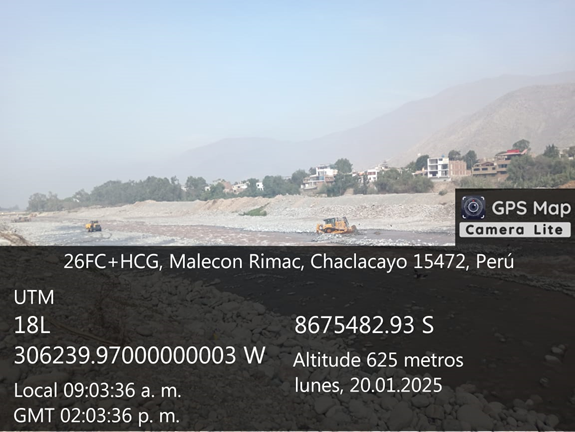 GPS Map
Camera Lite
26FC+HCG, Malecon Rimac, Chaclacayo 15472, Perú
UTM
18L
8675482.93 S
306239.97000000003 W
Altitude 625 metros
Local 09:03:36 a. m.
lunes, 20.01.2025
GMT 02:03:36 p. m.